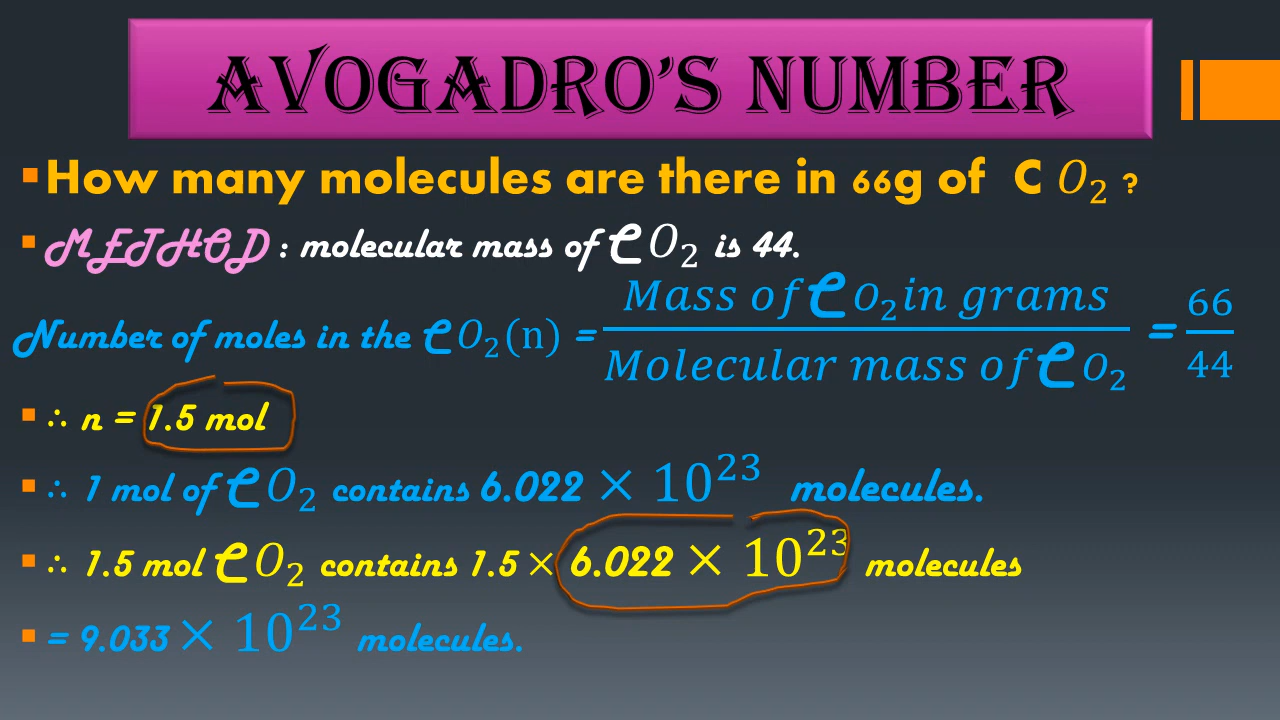 AVOGADRO'S NUMBER
▪How many molecules are there in 66g of C O₂ ?
▪METHOD : molecular mass of C O₂ is 44.
Number of moles in the C O₂(n) = Mass of C O₂ in grams / Molecular mass of C O₂ = 66/44
▪∴ n = 1.5 mol
▪∴ 1 mol of C O₂ contains 6.022 × 10²³ molecules.
▪∴ 1.5 mol C O₂ contains 1.5 × 6.022 × 10²³ molecules
▪= 9.033 × 10²³ molecules.